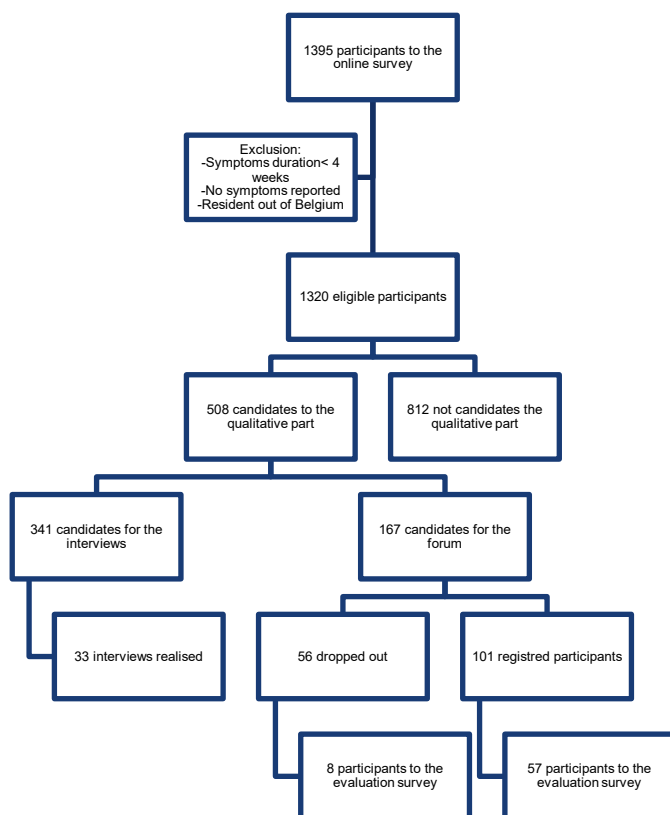 1395 participants to the
online survey
Exclusion:
-Symptoms duration< 4
weeks
-No symptoms reported
-Resident out of Belgium
1320 eligible participants
508 candidates to the
qualitative part
812 not candidates the
qualitative part
341 candidates for the
interviews
167 candidates for the
forum
33 interviews realised
56 dropped out
101 registred participants
8 participants to the
evaluation survey
57 participants to the
evaluation survey